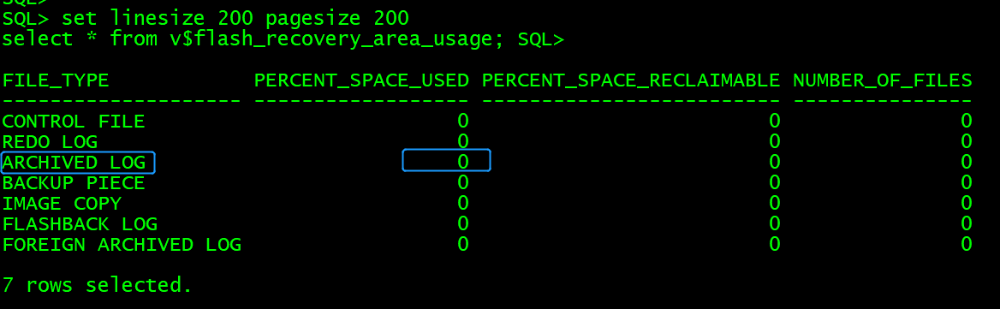 SQL>
SQL> set linesize 200 pagesize 200
select * from v$flash_recovery_area_usage; SQL>
FILE_TYPE            PERCENT_SPACE_USED PERCENT_SPACE_RECLAIMABLE NUMBER_OF_FILES
-------------------- ------------------ ------------------------- ---------------
CONTROL FILE                          0                         0               0
REDO LOG                              0                         0               0
ARCHIVED LOG                          0                         0               0
BACKUP PIECE                          0                         0               0
IMAGE COPY                            0                         0               0
FLASHBACK LOG                         0                         0               0
FOREIGN ARCHIVED LOG                  0                         0               0
7 rows selected.